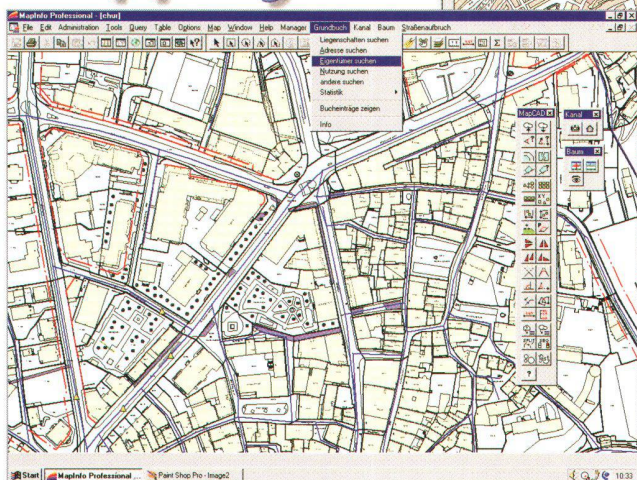 MapInfo Professional - [chur]
File Edit Administration Tools Query Table Options Map Window Help Manager Grundbuch Kanal Baum Straßenaufbruch
Liegenschaften suchen
Adresse suchen
Eigentümer suchen
Nutzung suchen
andere suchen
Statistik
Bucheinträge zeigen
Info
MapCAD
Kanal
Baum
Start MapInfo Professional ... Paint Shop Pro - Image2 10:33